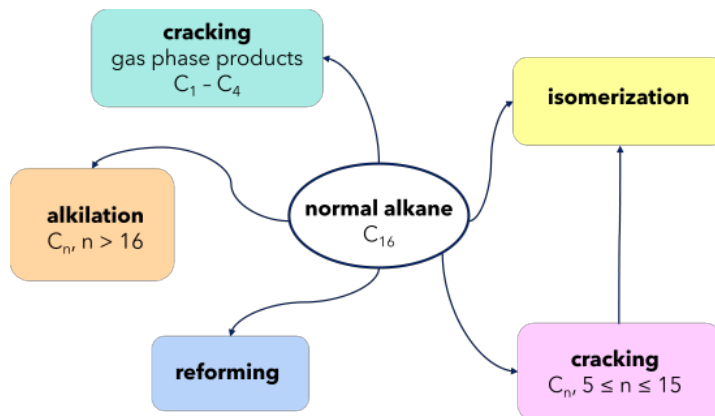 cracking
gas phase products
C₁ – C₄
isomerization
alkilation
Cₙ, n > 16
normal alkane
C₁₆
reforming
cracking
Cₙ, 5 ≤ n ≤ 15